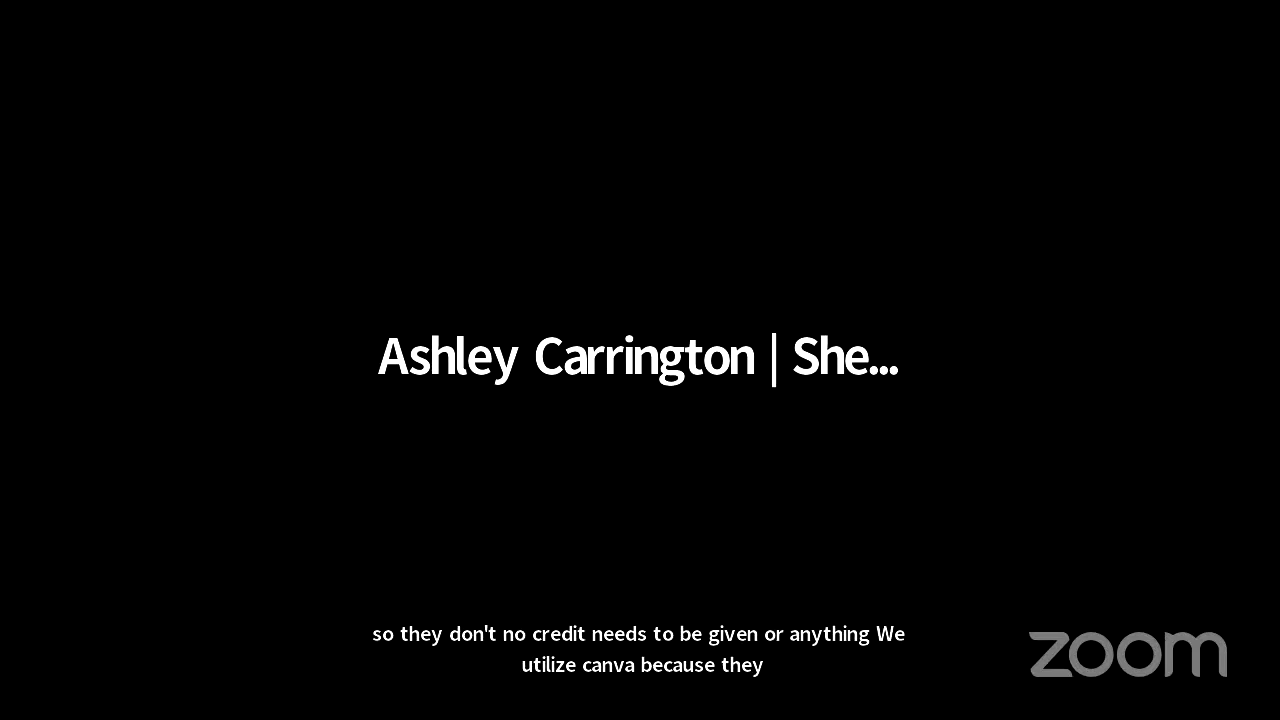 Ashley Carrington | She...
so they don't no credit needs to be given or anything We
utilize canva because they
zoom